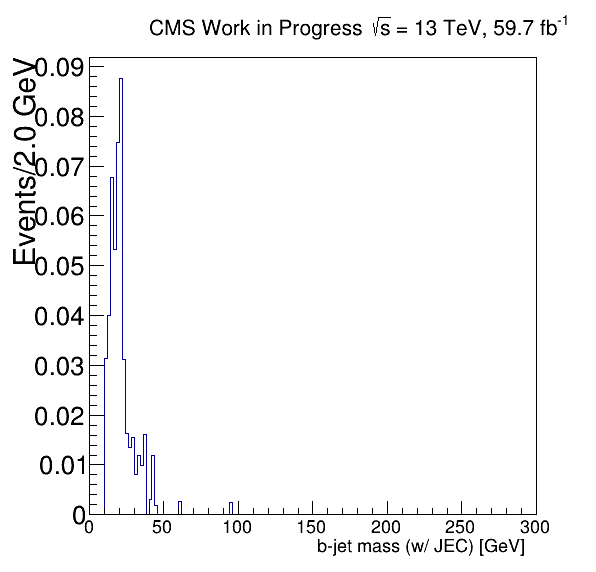 CMS Work in Progress √s = 13 TeV, 59.7 fb⁻¹
Events/2.0 GeV
0.09
0.08
0.07
0.06
0.05
0.04
0.03
0.02
0.01
0
0 50 100 150 200 250 300
b-jet mass (w/ JEC) [GeV]